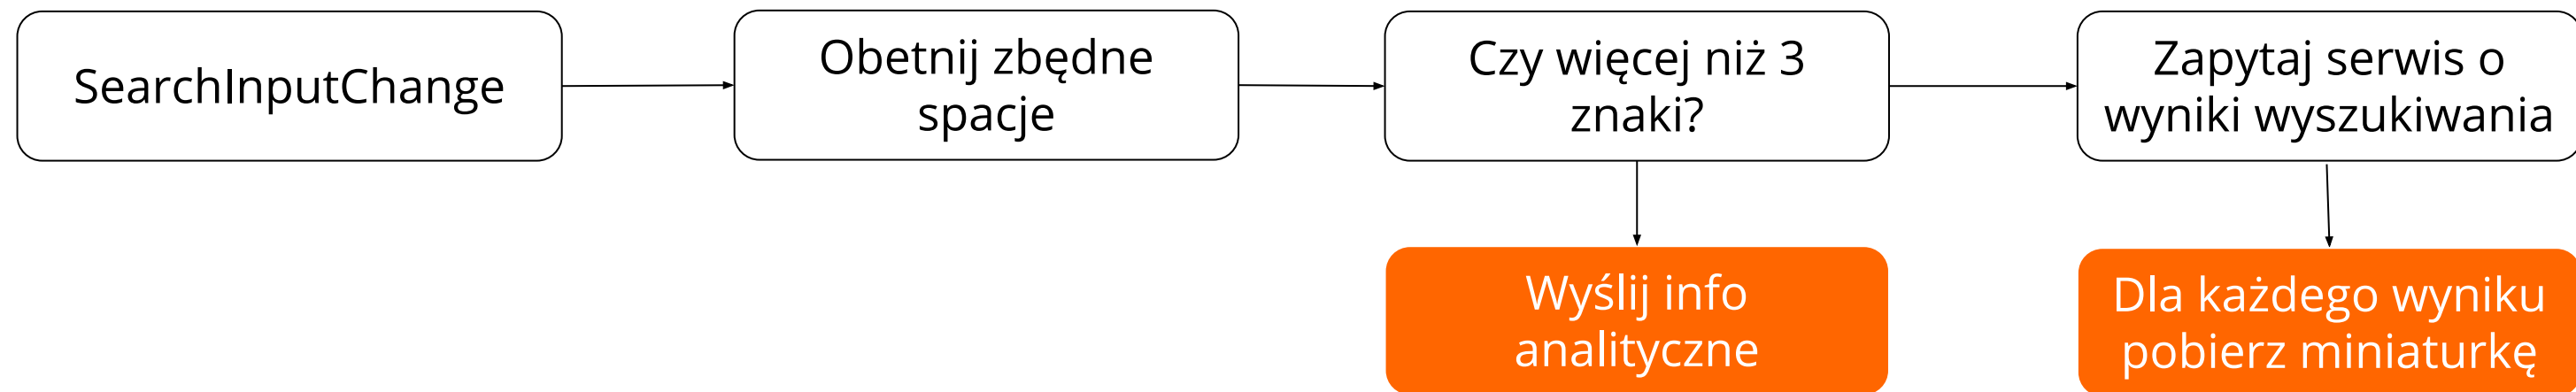 SearchInputChange
Obetnij zbędne
spacje
Czy więcej niż 3
znaki?
Zapytaj serwis o
wyniki wyszukiwania
Wyślij info
analityczne
Dla każdego wyniku
pobierz miniaturkę